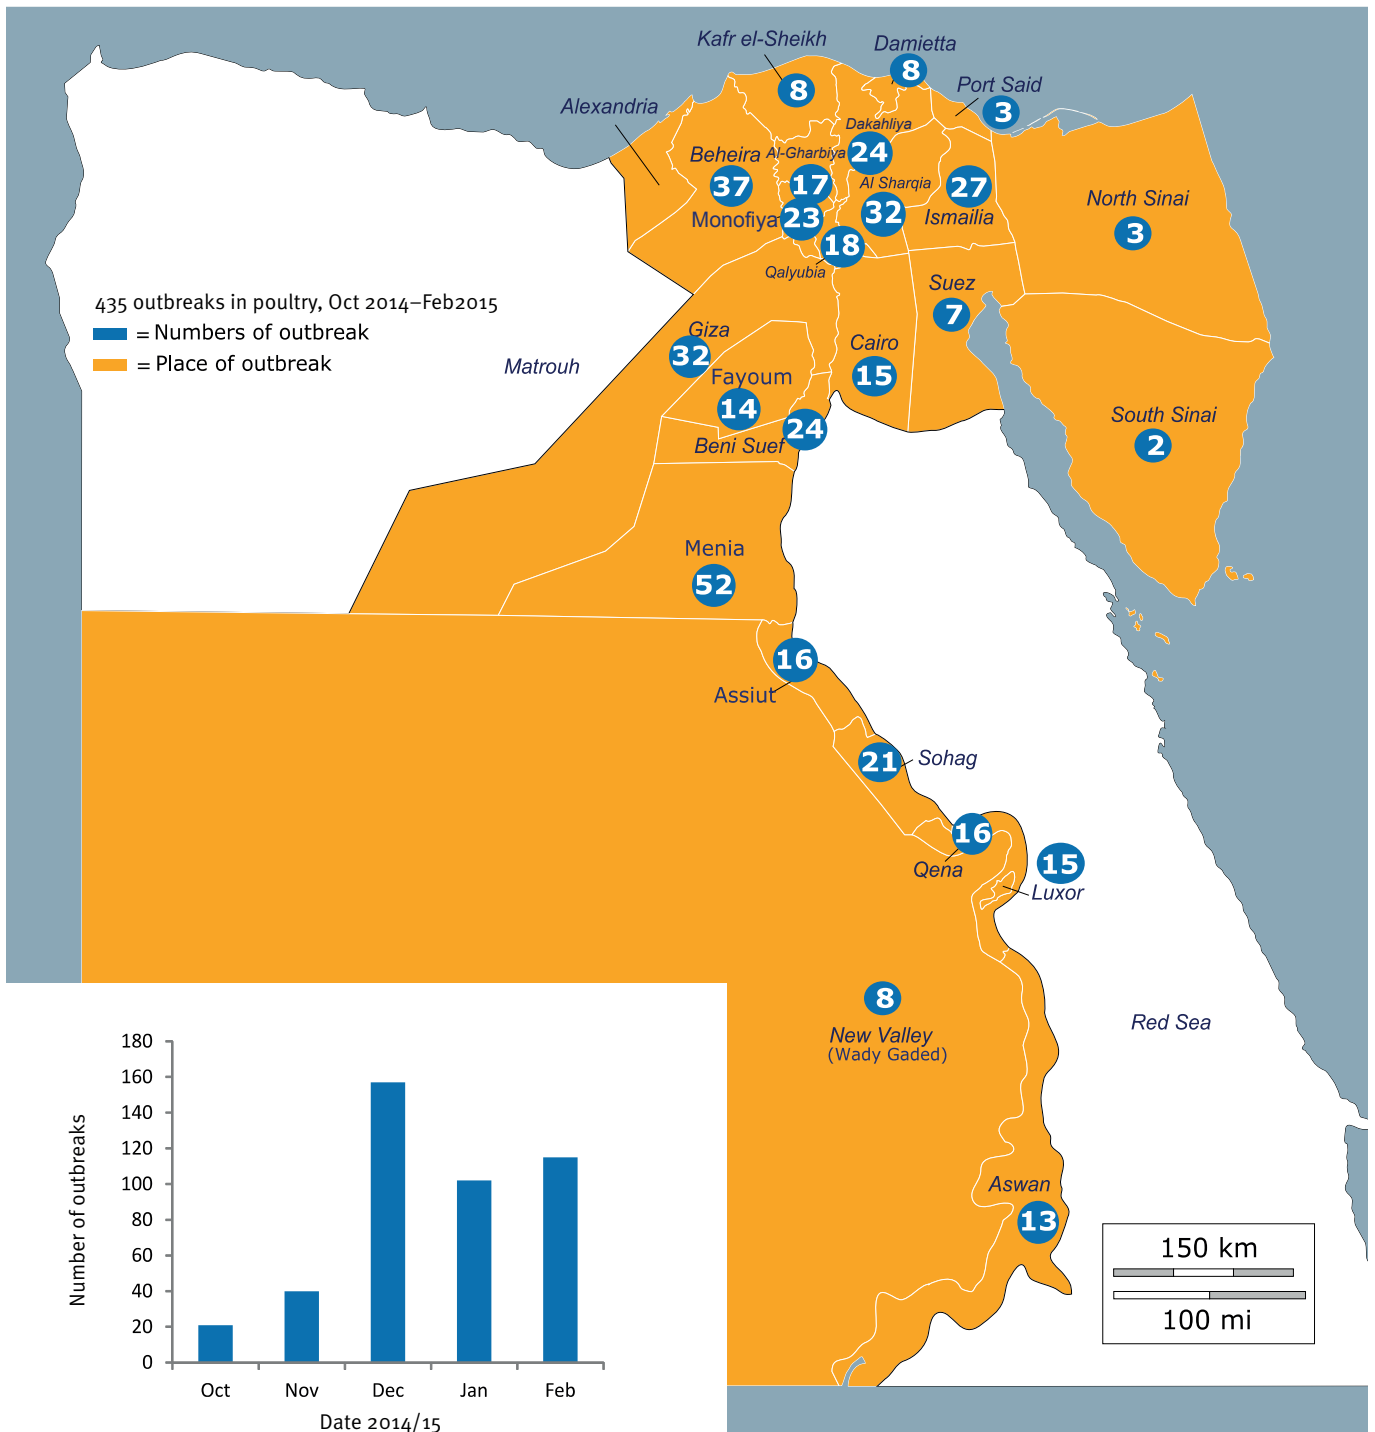 Kafr el-Sheikh
8
Damietta
8
Port Said
3
Alexandria
Dakahliya
24
Beheira
37
Al-Gharbiya
17
Al Sharqia
32
27
Ismailia
North Sinai
3
Monofiya
23
18
Qalyubia
Suez
7
435 outbreaks in poultry, Oct 2014–Feb2015
= Numbers of outbreak
= Place of outbreak
Matrouh
Giza
32
Cairo
15
Fayoum
14
24
Beni Suef
South Sinai
2
Menia
52
16
Assiut
21
Sohag
16
Qena
15
Luxor
8
New Valley
(Wady Gaded)
Red Sea
Aswan
13
150 km
100 mi
Number of outbreaks
180
160
140
120
100
80
60
40
20
0
Oct Nov Dec Jan Feb
Date 2014/15